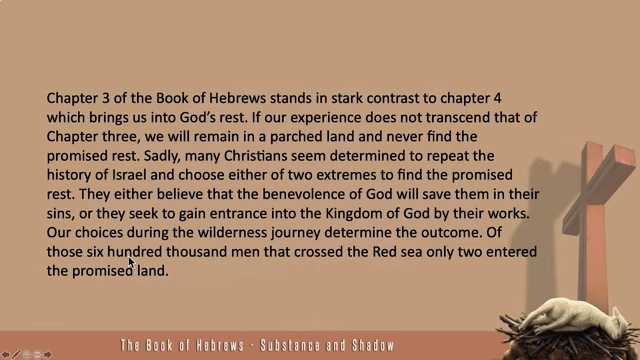 Chapter 3 of the Book of Hebrews stands in stark contrast to chapter 4
which brings us into God’s rest. If our experience does not transcend that of
Chapter three, we will remain in a parched land and never find the
promised rest. Sadly, many Christians seem determined to repeat the
history of Israel and choose either of two extremes to find the promised
rest. They either believe that the benevolence of God will save them in their
sins, or they seek to gain entrance into the Kingdom of God by their works.
Our choices during the wilderness journey determine the outcome. Of
those six hundred thousand men that crossed the Red sea only two entered
the promised land.
The Book of Hebrews - Substance and Shadow